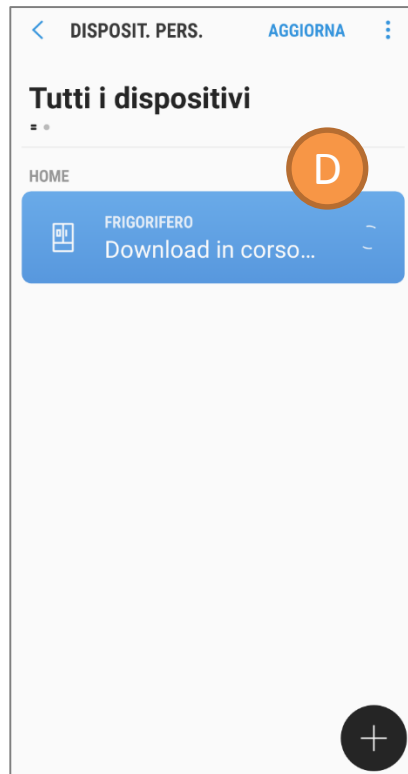 DISPOSIT. PERS. AGGIORNA
Tutti i dispositivi
D
HOME
FRIGORIFERO
Download in corso...